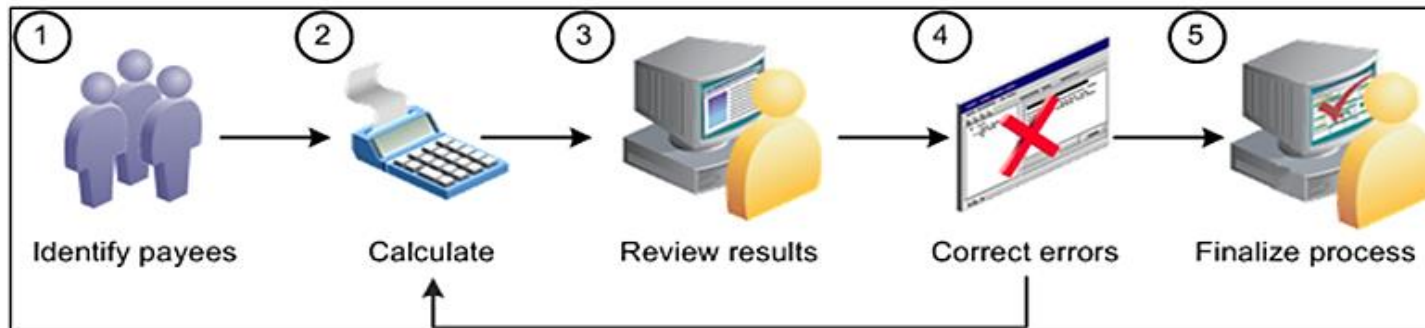 1
2
3
4
5
Identify payees
Calculate
Review results
Correct errors
Finalize process